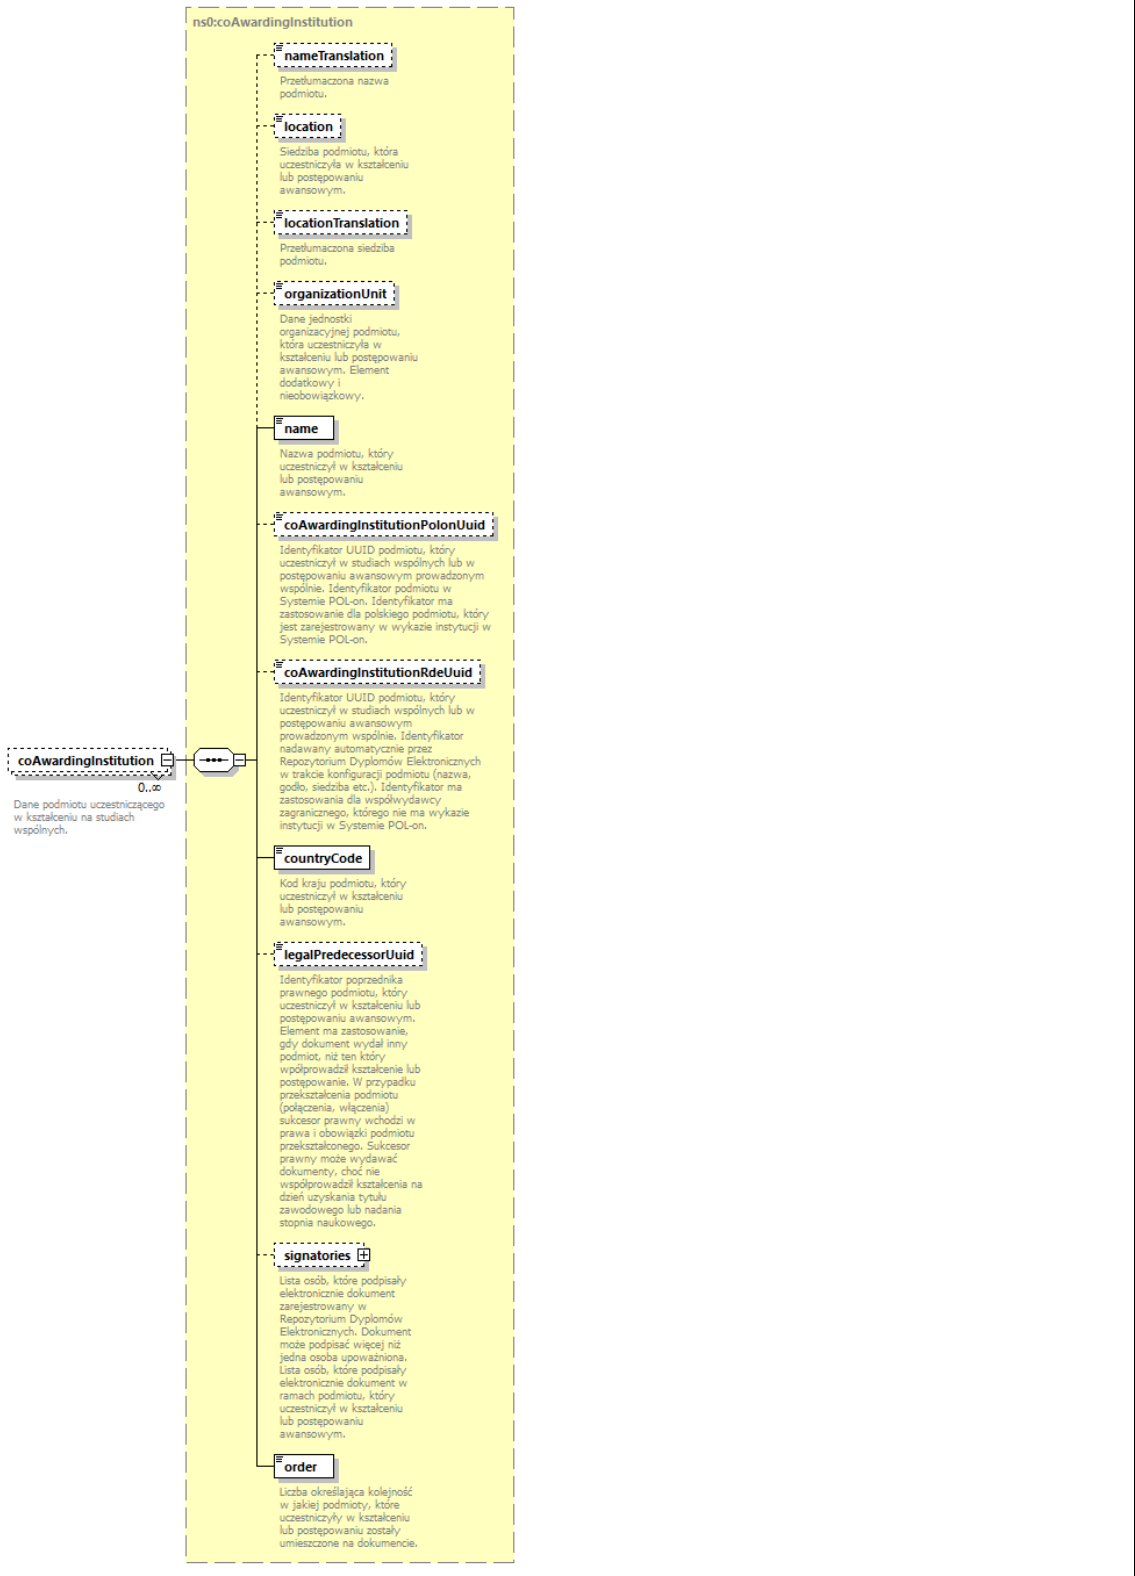 ns0:coAwardingInstitution
nameTranslation
Przetłumaczona nazwa
podmiotu.
location
Siedziba podmiotu, która
uczestniczyła w kształceniu
lub postępowaniu
awansowym.
locationTranslation
Przetłumaczona siedziba
podmiotu.
organizationUnit
Dane jednostki
organizacyjnej podmiotu,
która uczestniczyła w
kształceniu lub postępowaniu
awansowym. Element
dodatkowy i
nieobowiązkowy.
name
Nazwa podmiotu, który
uczestniczył w kształceniu
lub postępowaniu
awansowym.
coAwardingInstitutionPolonUuid
Identyfikator UUID podmiotu, który
uczestniczył w studiach wspólnych lub w
postępowaniu awansowym prowadzonym
wspólnie. Identyfikator podmiotu w
Systemie POL-on. Identyfikator ma
zastosowanie dla polskiego podmiotu, który
jest zarejestrowany w wykazie instytucji w
Systemie POL-on.
coAwardingInstitutionRdeUuid
Identyfikator UUID podmiotu, który
uczestniczył w studiach wspólnych lub w
postępowaniu awansowym
prowadzonym wspólnie. Identyfikator
nadawany automatycznie przez
Repozytorium Dyplomów Elektronicznych
w trakcie konfiguracji podmiotu (nazwa,
godło, siedziba etc.). Identyfikator ma
zastosowania dla współwydawcy
zagranicznego, którego nie ma wykazie
instytucji w Systemie POL-on.
coAwardingInstitution
0..∞
Dane podmiotu uczestniczącego
w kształceniu na studiach
wspólnych.
countryCode
Kod kraju podmiotu, który
uczestniczył w kształceniu
lub postępowaniu
awansowym.
legalPredecessorUuid
Identyfikator poprzednika
prawnego podmiotu, który
uczestniczył w kształceniu lub
postępowaniu awansowym.
Element ma zastosowanie,
gdy dokument wydał inny
podmiot, niż ten który
wpółprowadził kształcenie lub
postępowanie. W przypadku
przekształcenia podmiotu
(połączenia, włączenia)
sukcesor prawny wchodzi w
prawa i obowiązki podmiotu
przekształconego. Sukcesor
prawny może wydawać
dokumenty, choć nie
współprowadził kształcenia na
dzień uzyskania tytułu
zawodowego lub nadania
stopnia naukowego.
signatories
Lista osób, które podpisały
elektronicznie dokument
zarejestrowany w
Repozytorium Dyplomów
Elektronicznych. Dokument
może podpisać więcej niż
jedna osoba upoważniona.
Lista osób, które podpisały
elektronicznie dokument w
ramach podmiotu, który
uczestniczył w kształceniu
lub postępowaniu
awansowym.
order
Liczba określająca kolejność
w jakiej podmioty, które
uczestniczyły w kształceniu
lub postępowaniu zostały
umieszczone na dokumencie.